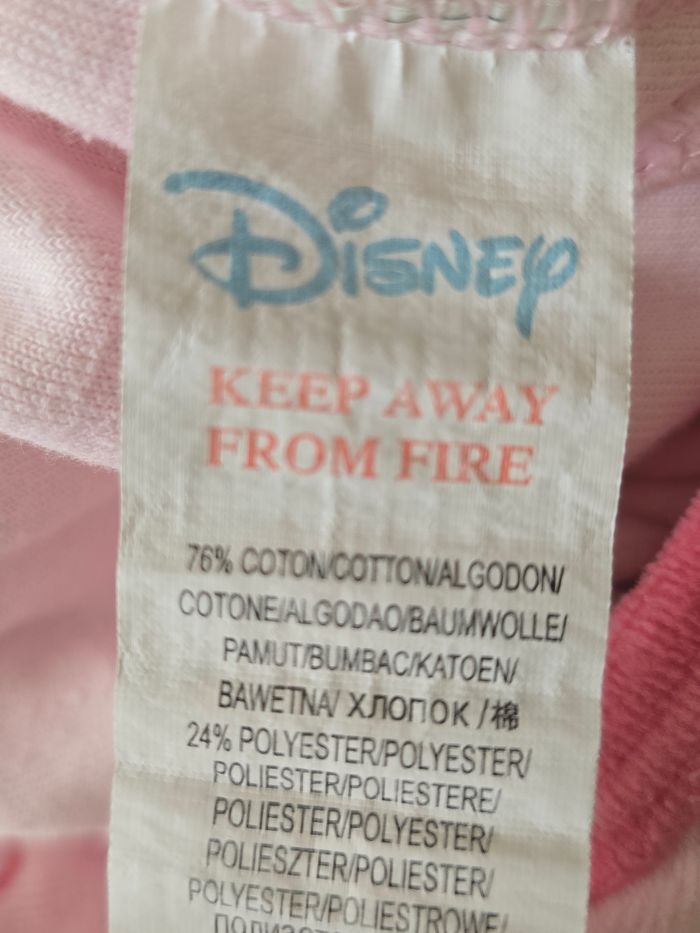 Disney
KEEP AWAY
FROM FIRE
76% COTON/COTTON/ALGODON/
COTONE/ALGODAO/BAUMWOLLE/
PAMUT/BUMBAC/KATOEN/
BAWETNA/ ХЛОПОК /棉
24% POLYESTER/POLYESTER/
POLIESTER/POLIESTERE/
POLIESTER/POLYESTER/
POLIESZTER/POLIESTER/
POLYESTER/POLIESTROWE/